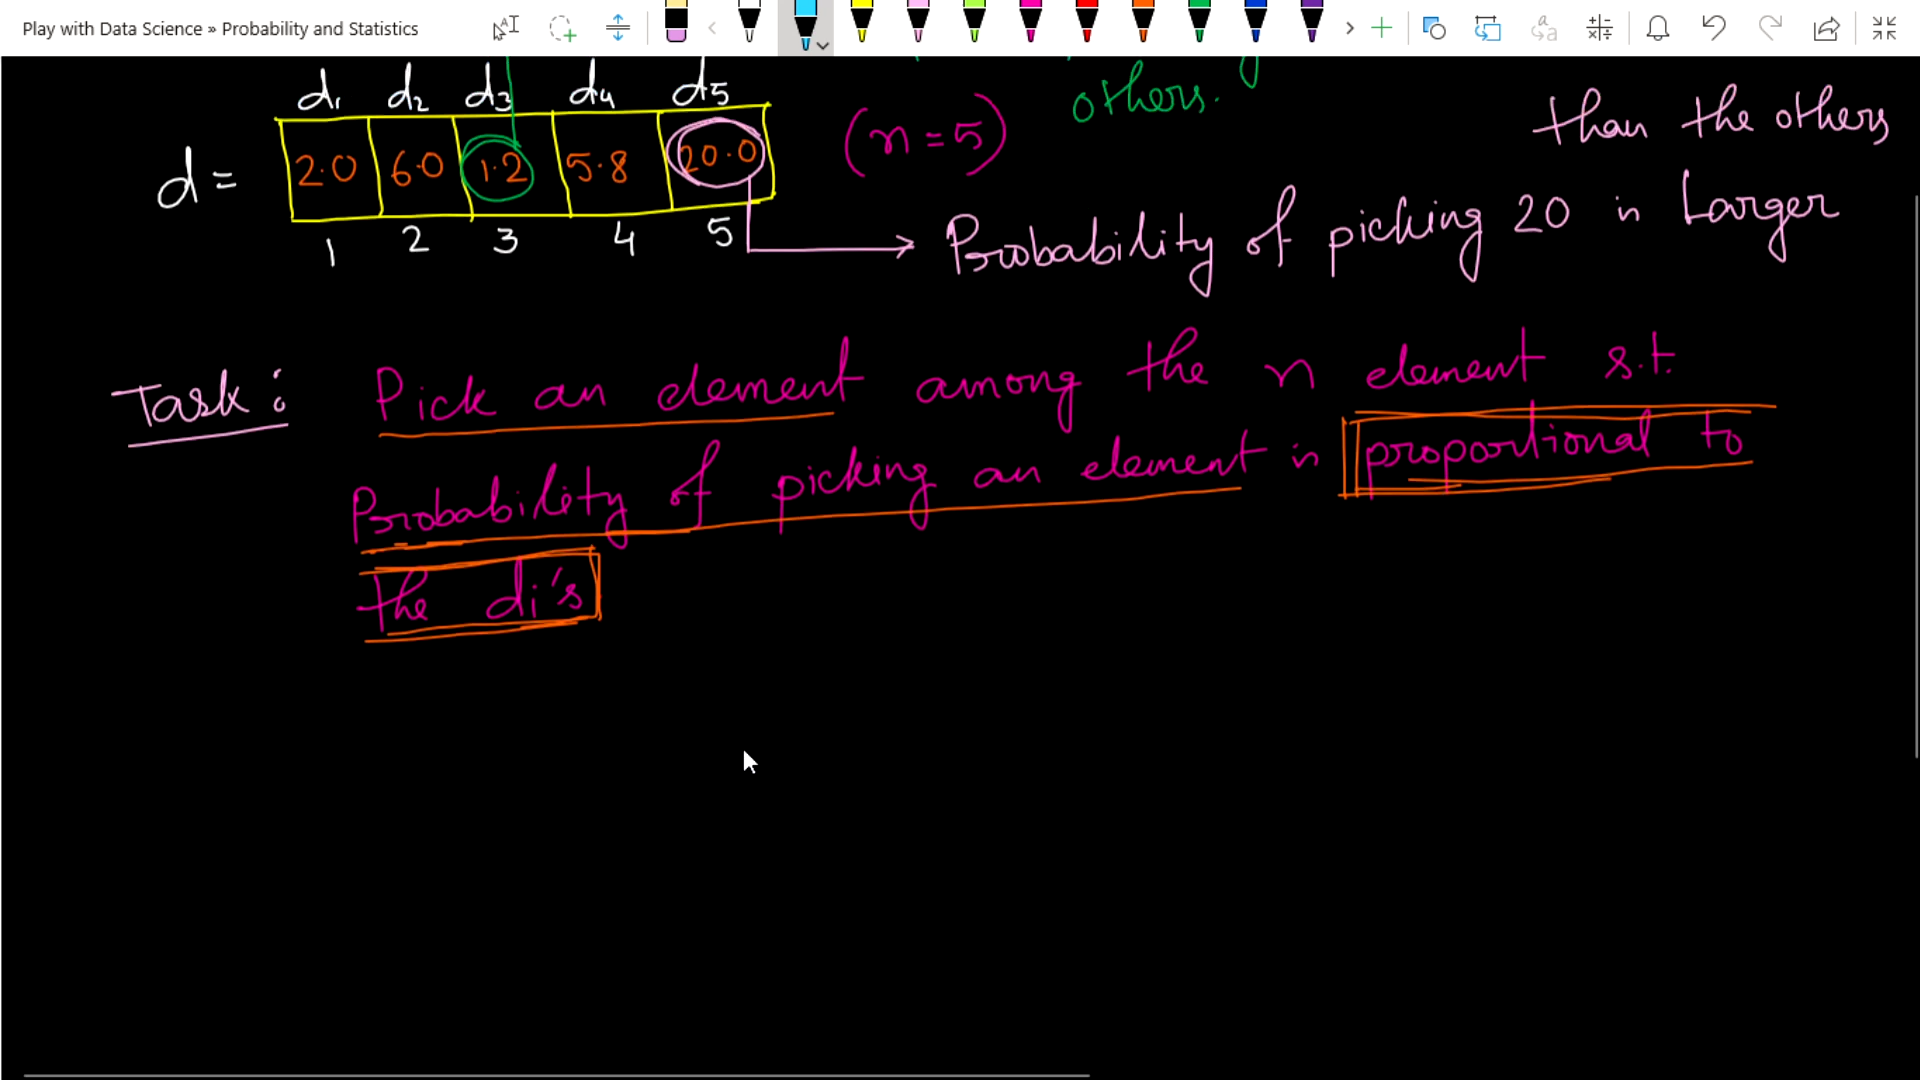 Play with Data Science » Probability and Statistics
d1 d2 d3 d4 d5
others.
than the others
d = 2.0 6.0 1.2 5.8 20.0 (n=5)
1 2 3 4 5
Probability of picking 20 is Larger
Task: Pick an element among the n element s.t.
Probability of picking an element is proportional to
the di's